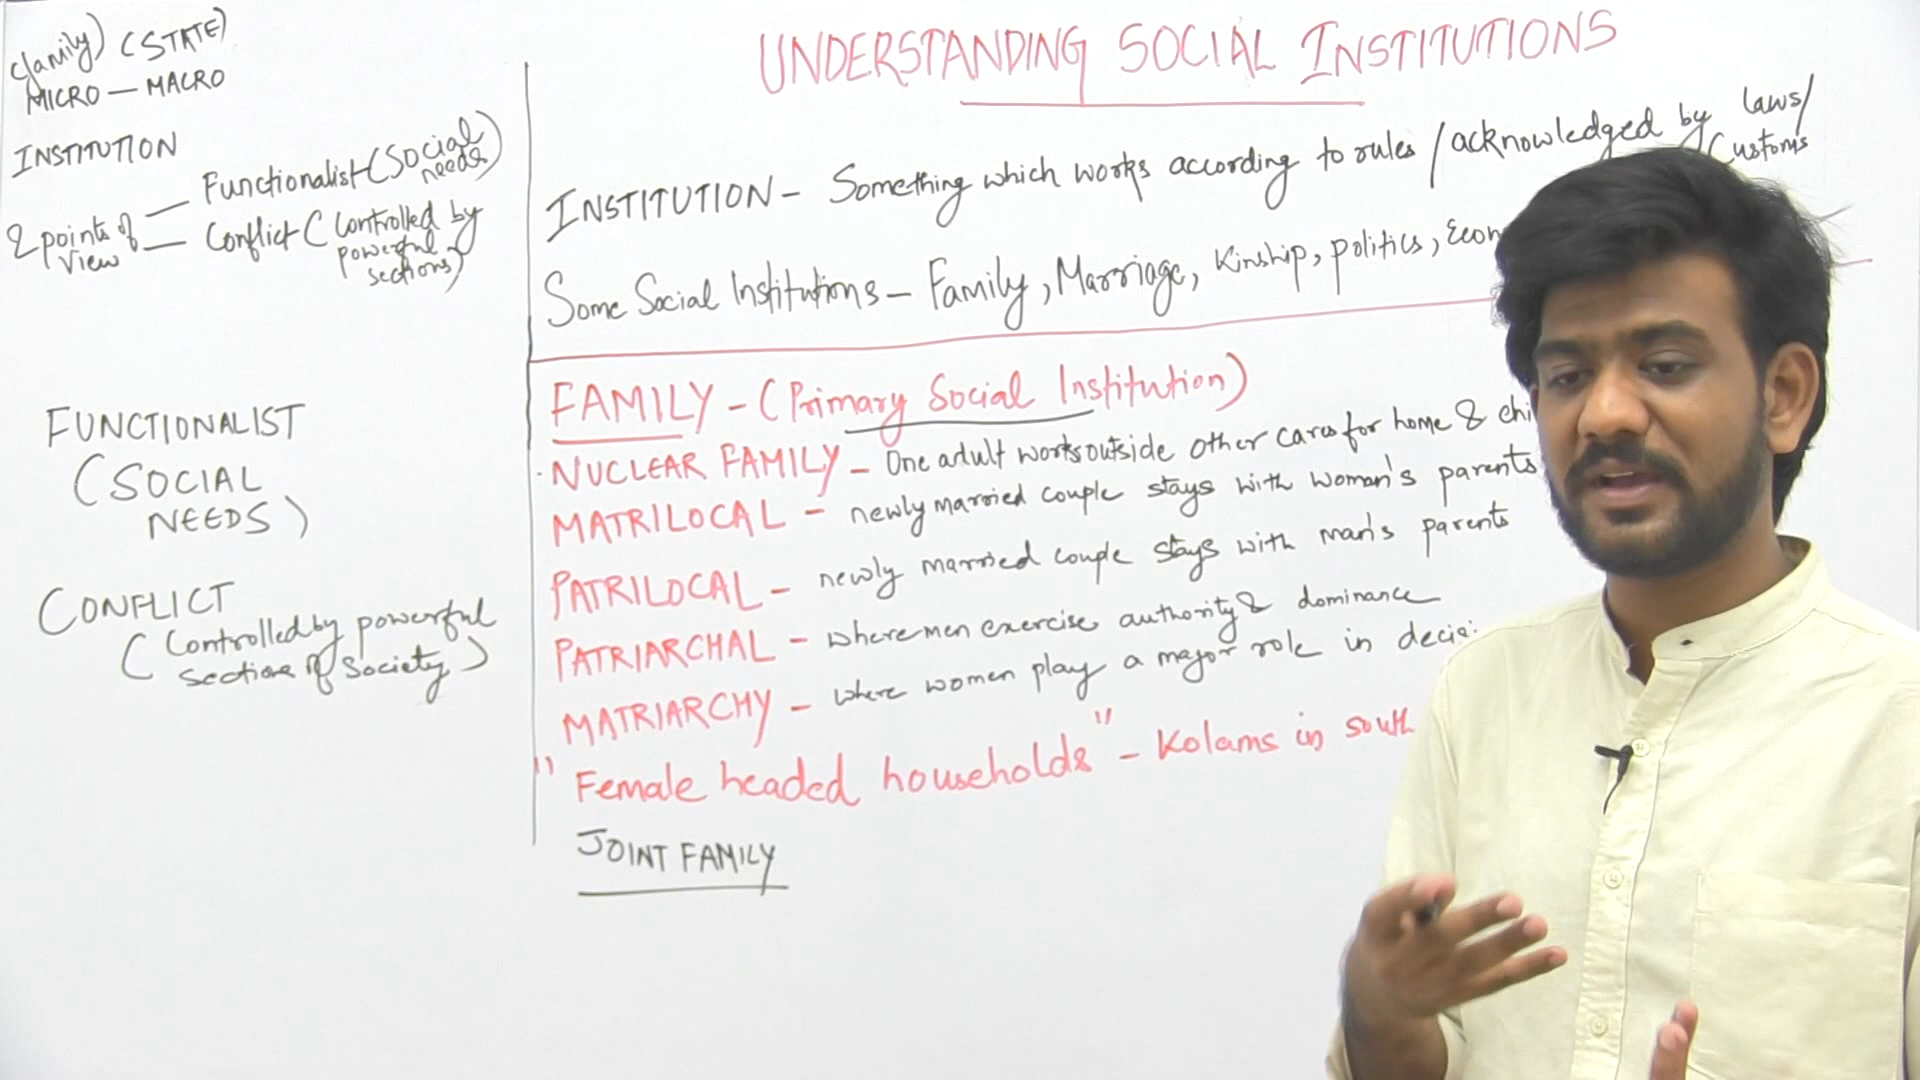 (family) (STATE)
MICRO — MACRO
INSTITUTION
2 points of view
Functionalist (Social needs)
Conflict (Controlled by powerful sections)
FUNCTIONALIST
(SOCIAL
NEEDS)
CONFLICT
(Controlled by powerful
sections of society)
UNDERSTANDING SOCIAL INSTITUTIONS
INSTITUTION - Something which works according to rules / acknowledged by laws/
Customs
Some Social Institutions - Family, Marriage, Kinship, politics, Econ
FAMILY - (Primary Social Institution)
NUCLEAR FAMILY - One adult works outside other cares for home & chi
MATRILOCAL - newly married couple stays with woman's parents
PATRILOCAL - newly married couple stays with man's parents
PATRIARCHAL - where men exercise authority & dominance
MATRIARCHY - where women play a major role in decisi
"Female headed households" - Kolams in south
JOINT FAMILY